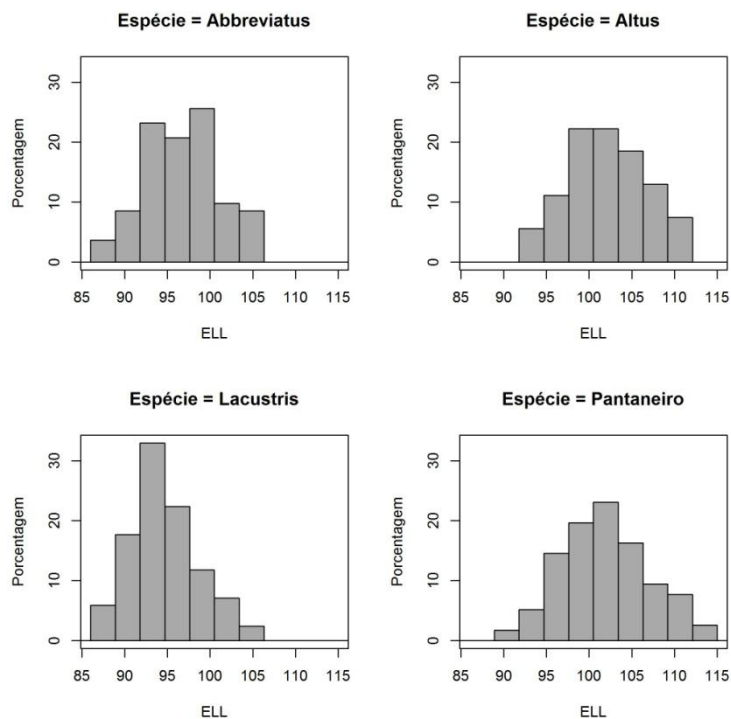 Espécie = Abbreviatus
Porcentagem
30
20
10
0
85 90 95 100 105 110 115
ELL
Espécie = Altus
Porcentagem
30
20
10
0
85 90 95 100 105 110 115
ELL
Espécie = Lacustris
Porcentagem
30
20
10
0
85 90 95 100 105 110 115
ELL
Espécie = Pantaneiro
Porcentagem
30
20
10
0
85 90 95 100 105 110 115
ELL